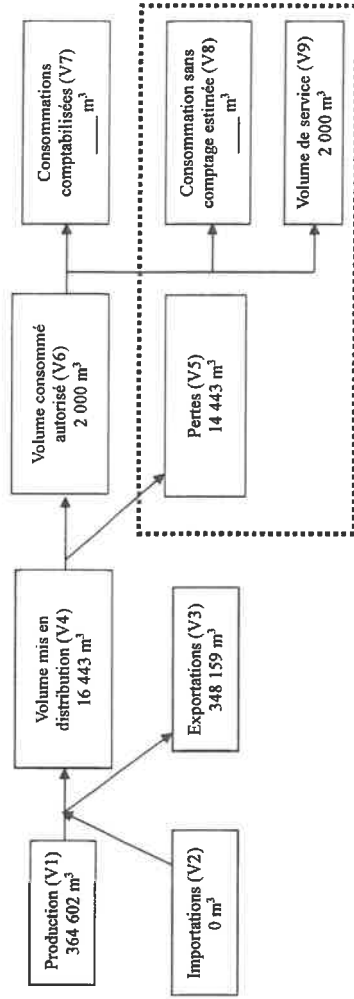 Production (V1)
364 602 m³
Importations (V2)
0 m³
Volume mis en
distribution (V4)
16 443 m³
Exportations (V3)
348 159 m³
Volume consommé
autorisé (V6)
2 000 m³
Pertes (V5)
14 443 m³
Consommations
comptabilisées (V7)
___ m³
Consommation sans
comptage estimée (V8)
___ m³
Volume de service (V9)
2 000 m³